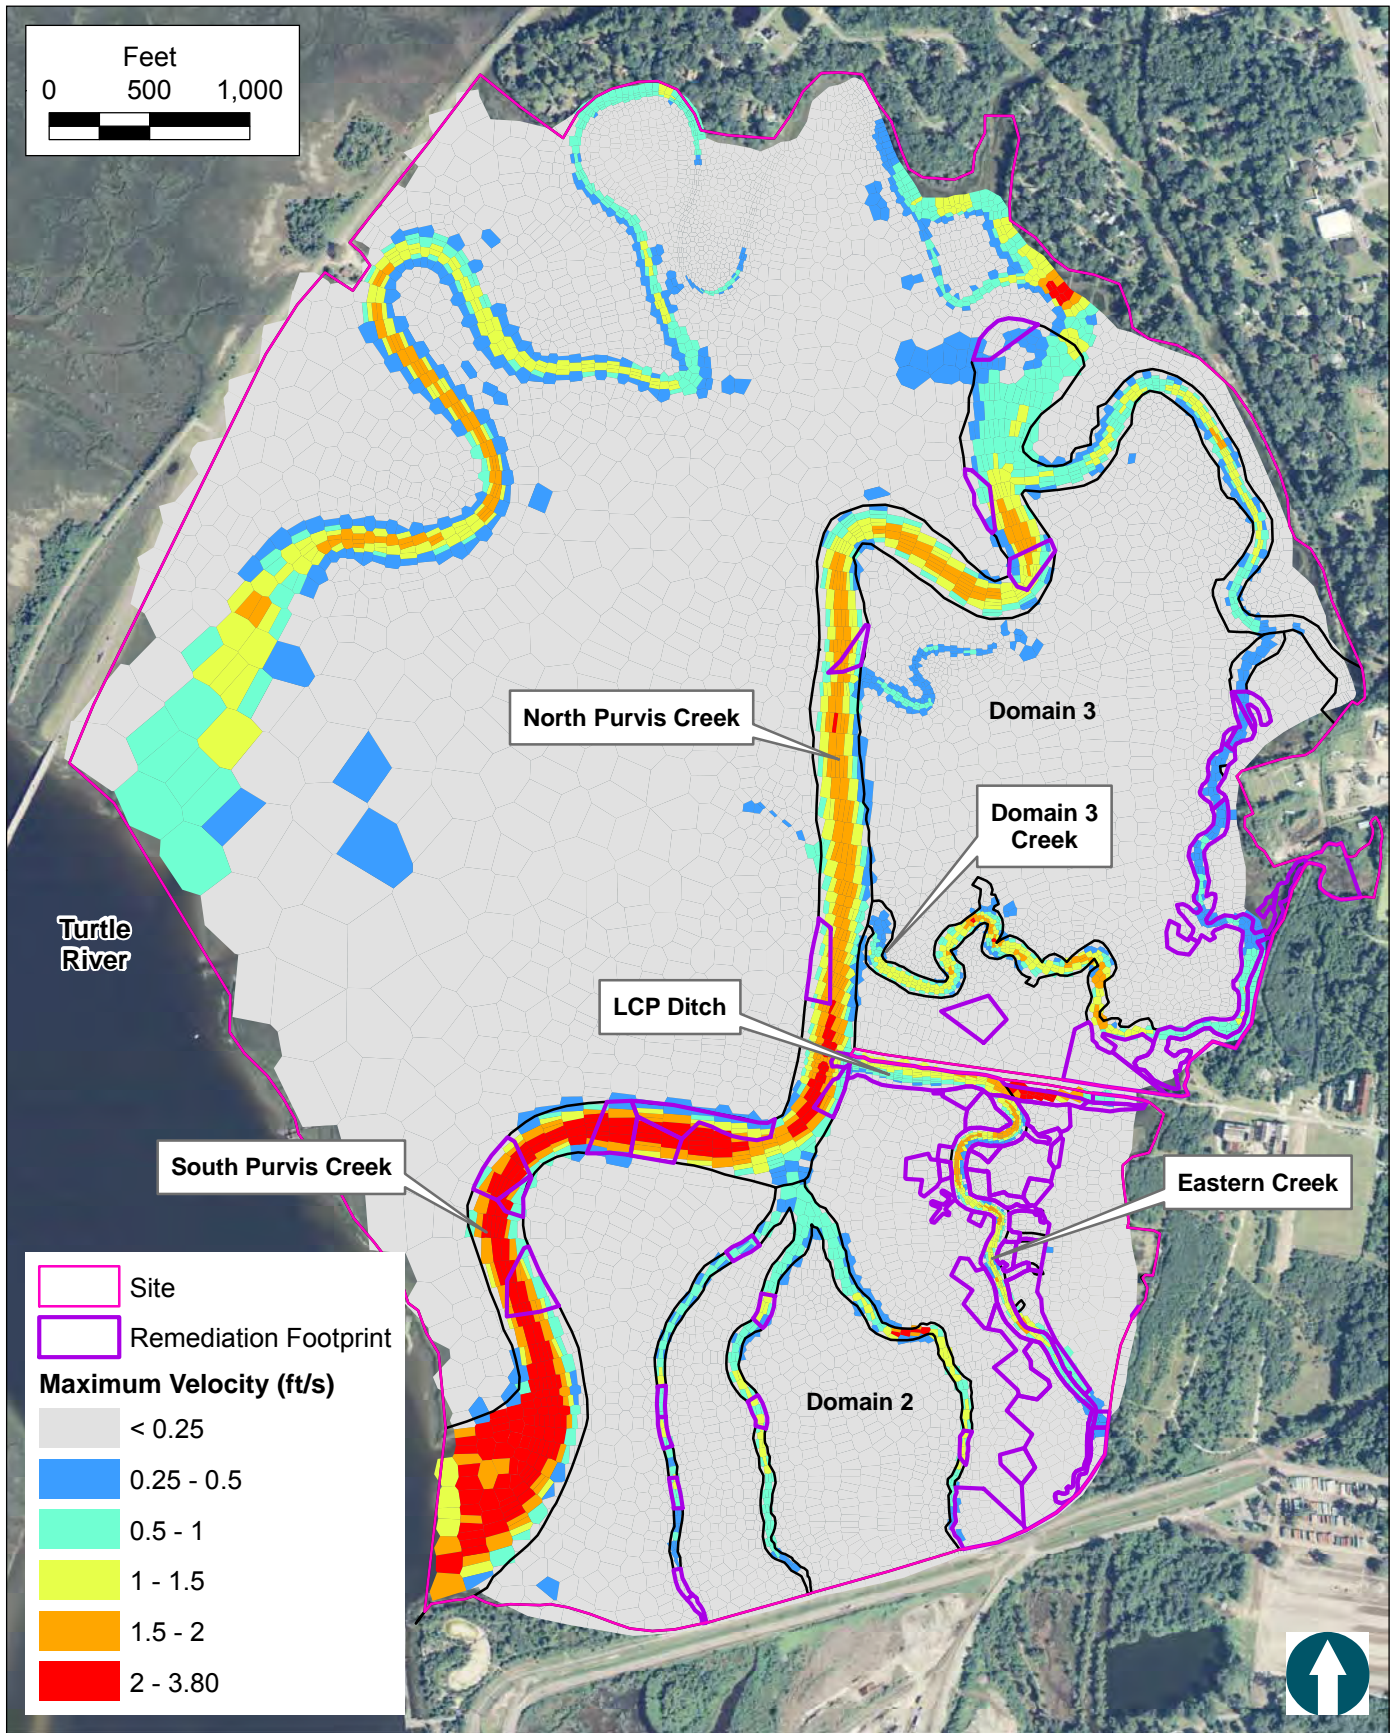 Feet
0 500 1,000
North Purvis Creek
Domain 3
Domain 3
Creek
Turtle
River
LCP Ditch
South Purvis Creek
Eastern Creek
Domain 2
Site
Remediation Footprint
Maximum Velocity (ft/s)
< 0.25
0.25 - 0.5
0.5 - 1
1 - 1.5
1.5 - 2
2 - 3.80